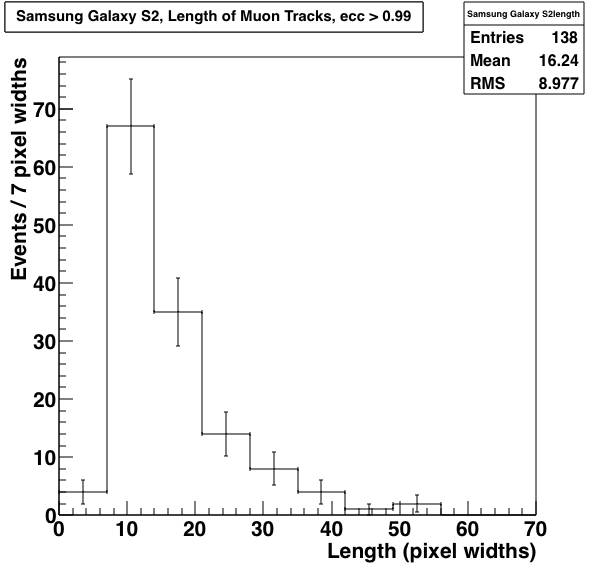 Samsung Galaxy S2, Length of Muon Tracks, ecc > 0.99
Samsung Galaxy S2length
Entries 138
Mean 16.24
RMS 8.977
Events / 7 pixel widths
70
60
50
40
30
20
10
0
0 10 20 30 40 50 60 70
Length (pixel widths)